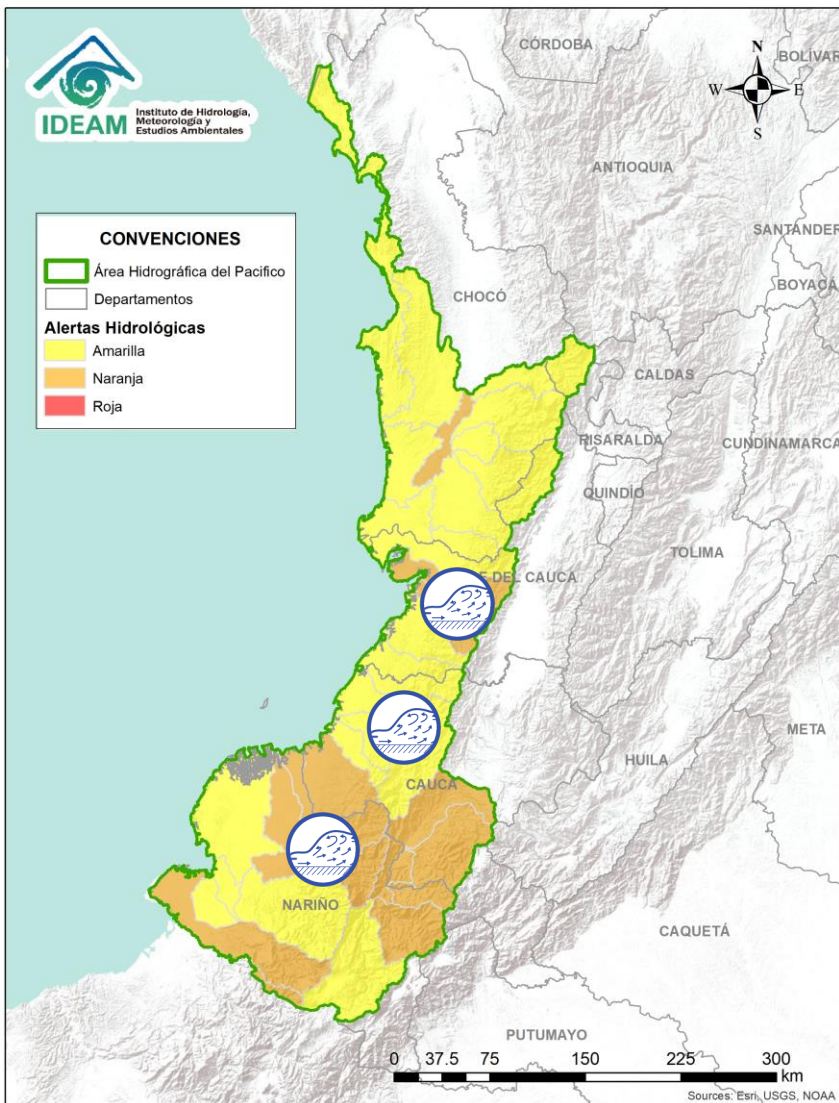 IDEAM
Instituto de Hidrología,
Meteorología y
Estudios Ambientales
CÓRDOBA
BOLÍVAR
N
W
E
S
ANTIOQUIA
SANTANDER
BOYACÁ
CONVENCIONES
Área Hidrográfica del Pacifico
Departamentos
Alertas Hidrológicas
Amarilla
Naranja
Roja
CHOCÓ
CALDAS
RISARALDA
CUNDINAMARCA
QUINDÍO
TOLIMA
E DEL CAUCA
META
HUILA
CAUCA
NARIÑO
CAQUETÁ
PUTUMAYO
0 37.5 75 150 225 300
km
Sources: Esri, USGS, NOAA